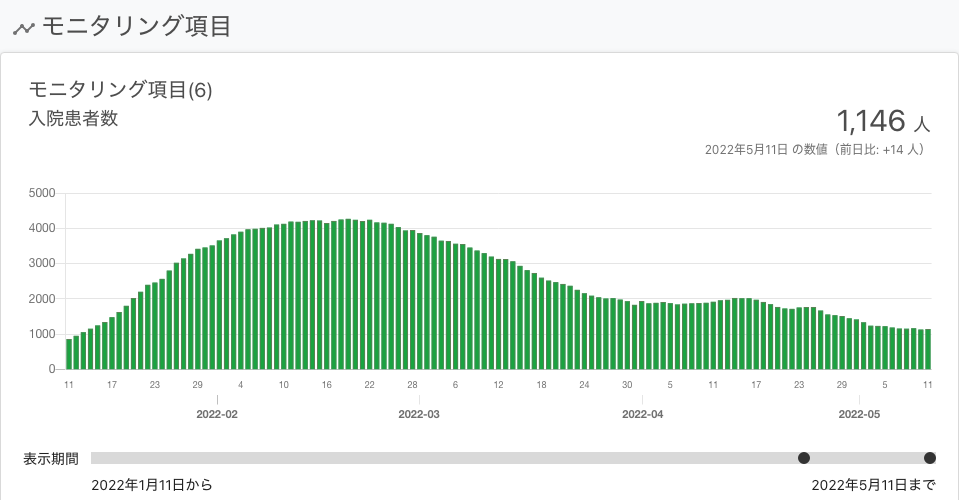 モニタリング項目
モニタリング項目(6)
入院患者数
1,146 人
2022年5月11日 の数値（前日比: +14 人）
5000
4000
3000
2000
1000
0
11 17 23 29 4 10 16 22 28 6 12 18 24 30 5 11 17 23 29 5 11
2022-02 2022-03 2022-04 2022-05
表示期間
2022年1月11日から 2022年5月11日まで